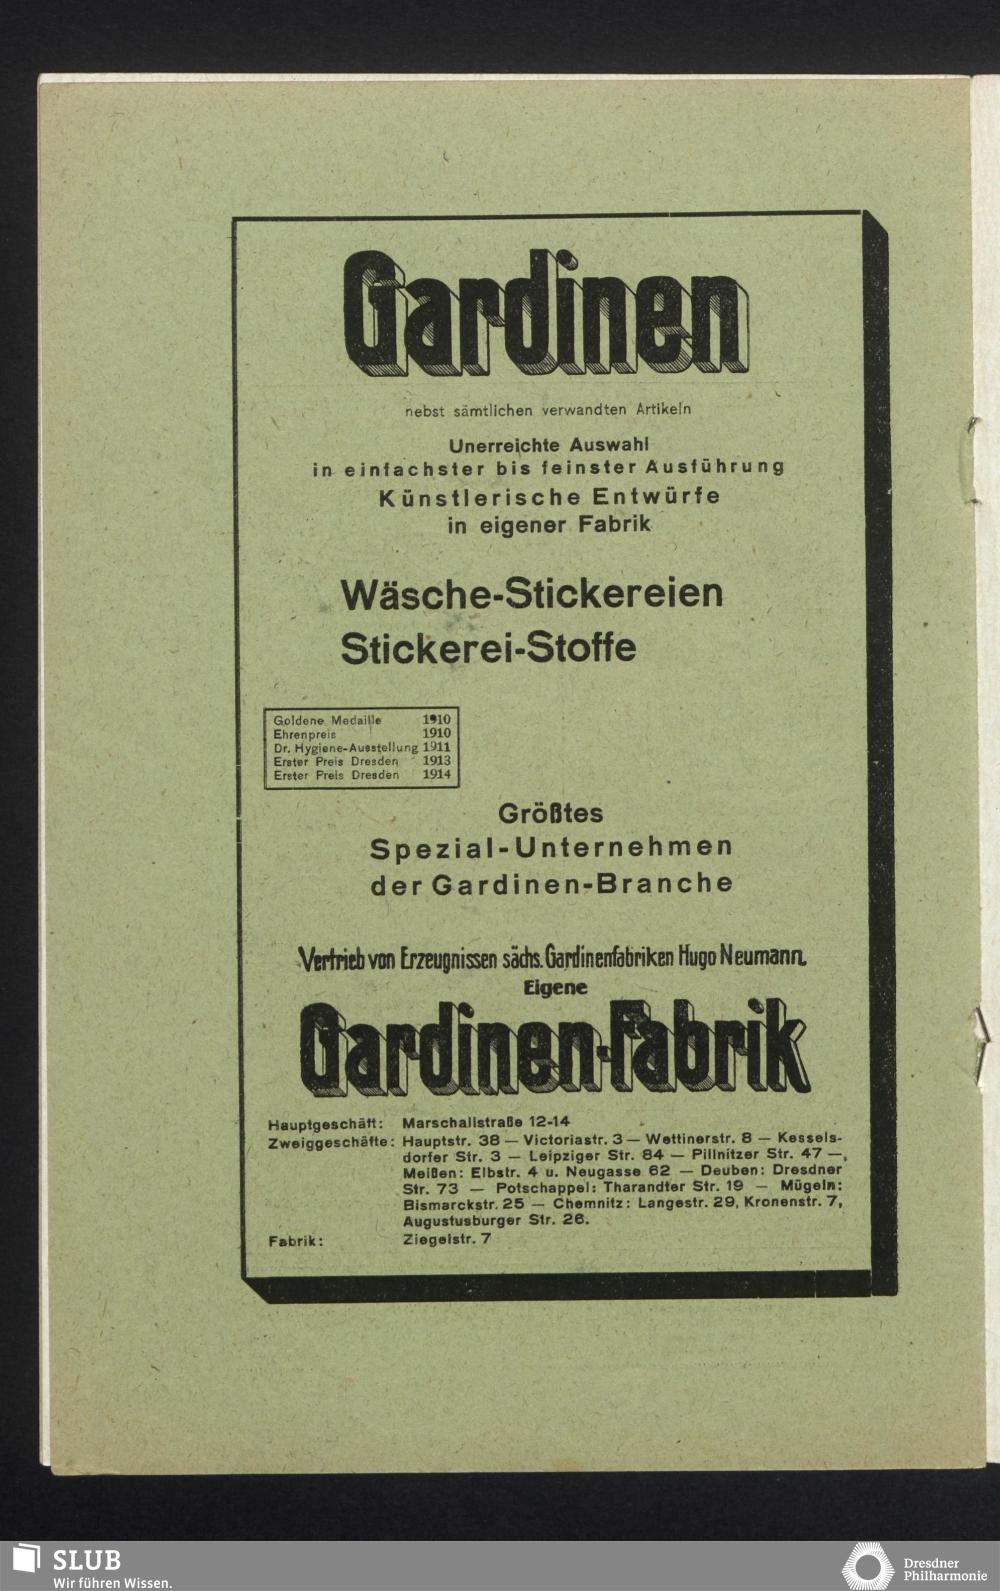 Gardinen
nebst sämtlichen verwandten Artikeln
Unerreichte Auswahl
in einfachster bis feinster Ausführung
Künstlerische Entwürfe
in eigener Fabrik
Wäsche-Stickereien
Stickerei-Stoffe
Goldene Medaille 1910
Ehrenpreis 1910
Dr. Hygiene-Ausstellung 1911
Erster Preis Dresden 1913
Erster Preis Dresden 1914
Größtes
Spezial-Unternehmen
der Gardinen-Branche
Vertrieb von Erzeugnissen sächs. Gardinenfabriken Hugo Neumann.
Eigene
Gardinen-Fabrik
Hauptgeschäft: Marschallstraße 12-14
Zweiggeschäfte: Hauptstr. 38 — Victoriastr. 3 — Wettinerstr. 8 — Kessels-
dorfer Str. 3 — Leipziger Str. 84 — Pillnitzer Str. 47 —,
Meißen: Elbstr. 4 u. Neugasse 62 — Deuben: Dresdner
Str. 73 — Potschappel: Tharandter Str. 19 — Mügeln:
Bismarckstr. 25 — Chemnitz: Langestr. 29, Kronenstr. 7,
Augustusburger Str. 26.
Fabrik: Ziegelstr. 7
SLUB
Wir führen Wissen.
Dresdner
Philharmonie